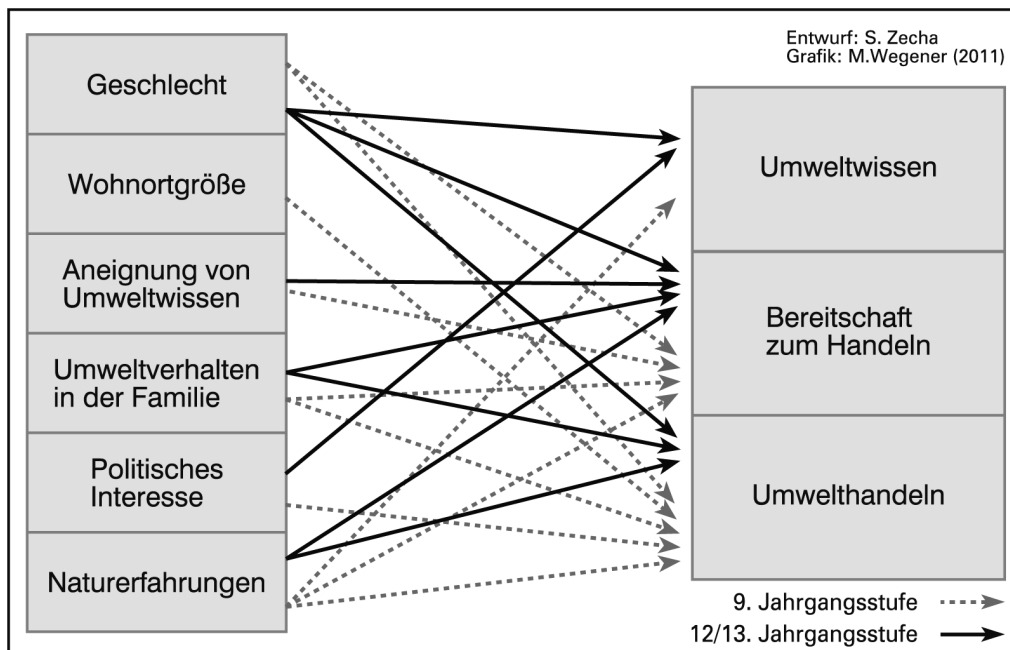 Entwurf: S. Zecha
Grafik: M.Wegener (2011)
Geschlecht
Wohnortgröße
Aneignung von
Umweltwissen
Umweltverhalten
in der Familie
Politisches
Interesse
Naturerfahrungen
Umweltwissen
Bereitschaft
zum Handeln
Umwelthandeln
9. Jahrgangsstufe
12/13. Jahrgangsstufe